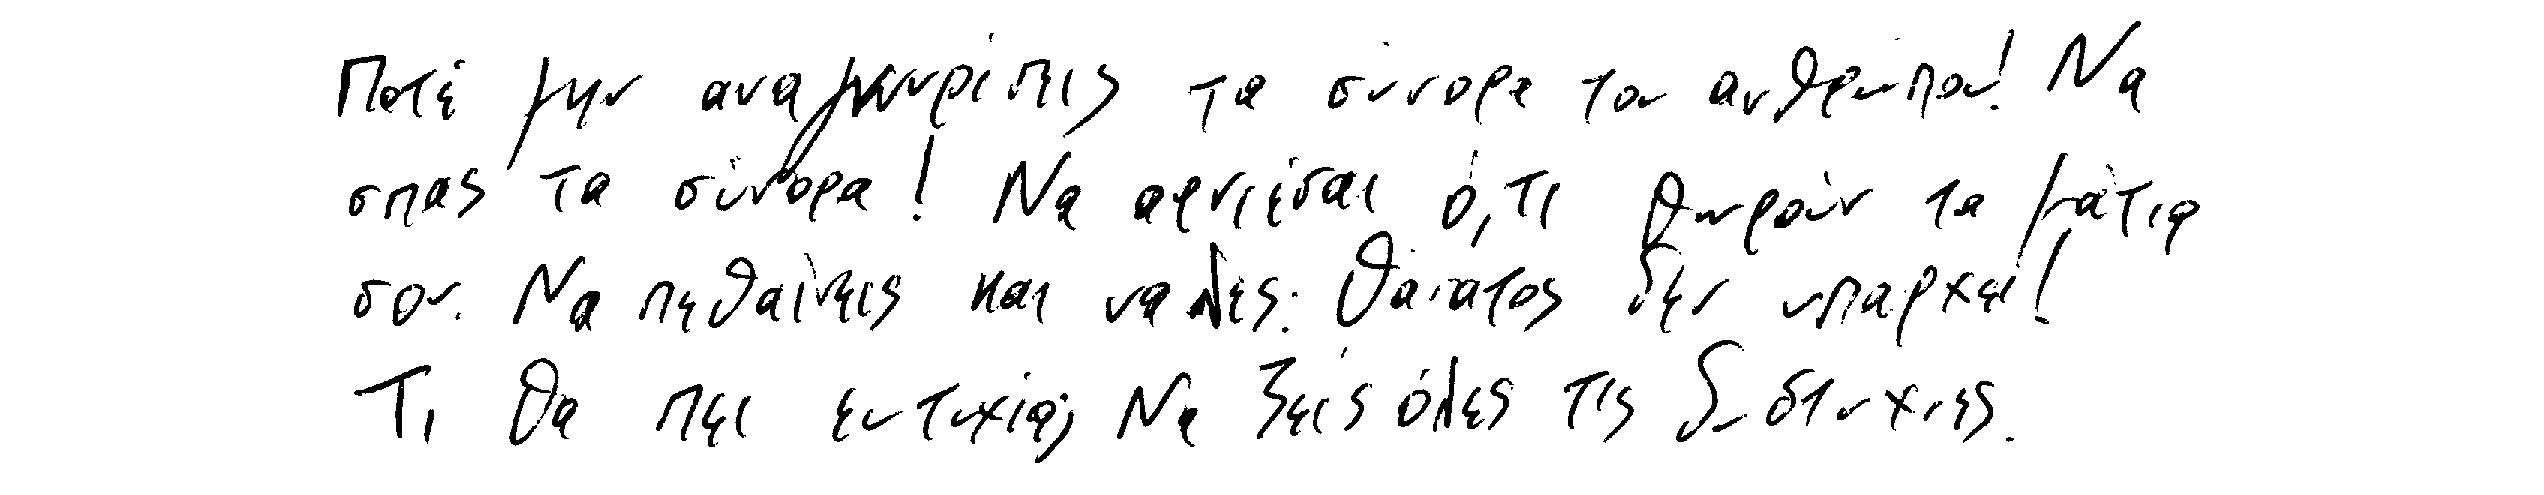 Ποτέ μην αναγνωρίσεις τα σύνορα του ανθρώπου! Να
σπας τα σύνορα! Να αρνιέσαι ό,τι θωρούν τα μάτια
σου. Να πεθαίνεις και να λες: Θάνατος δεν υπάρχει!
Τι θα πει ευτυχία; Να ζεις όλες τις δυστυχίες.